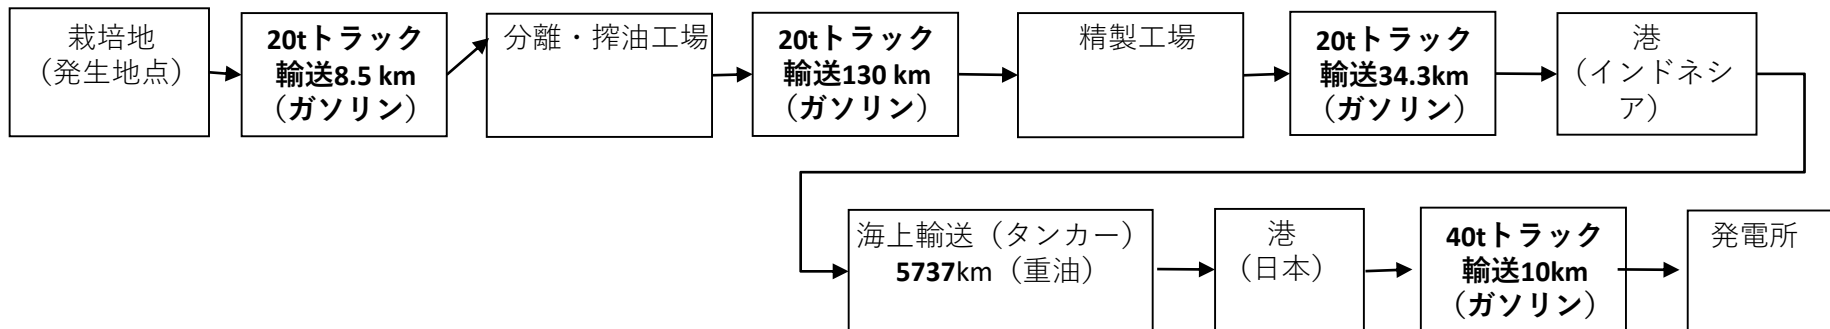 栽培地
（発生地点）
20tトラック
輸送8.5 km
（ガソリン）
分離・搾油工場
20tトラック
輸送130 km
（ガソリン）
精製工場
20tトラック
輸送34.3km
（ガソリン）
港
（インドネシ
ア）
海上輸送（タンカー）
5737km（重油）
港
（日本）
40tトラック
輸送10km
（ガソリン）
発電所